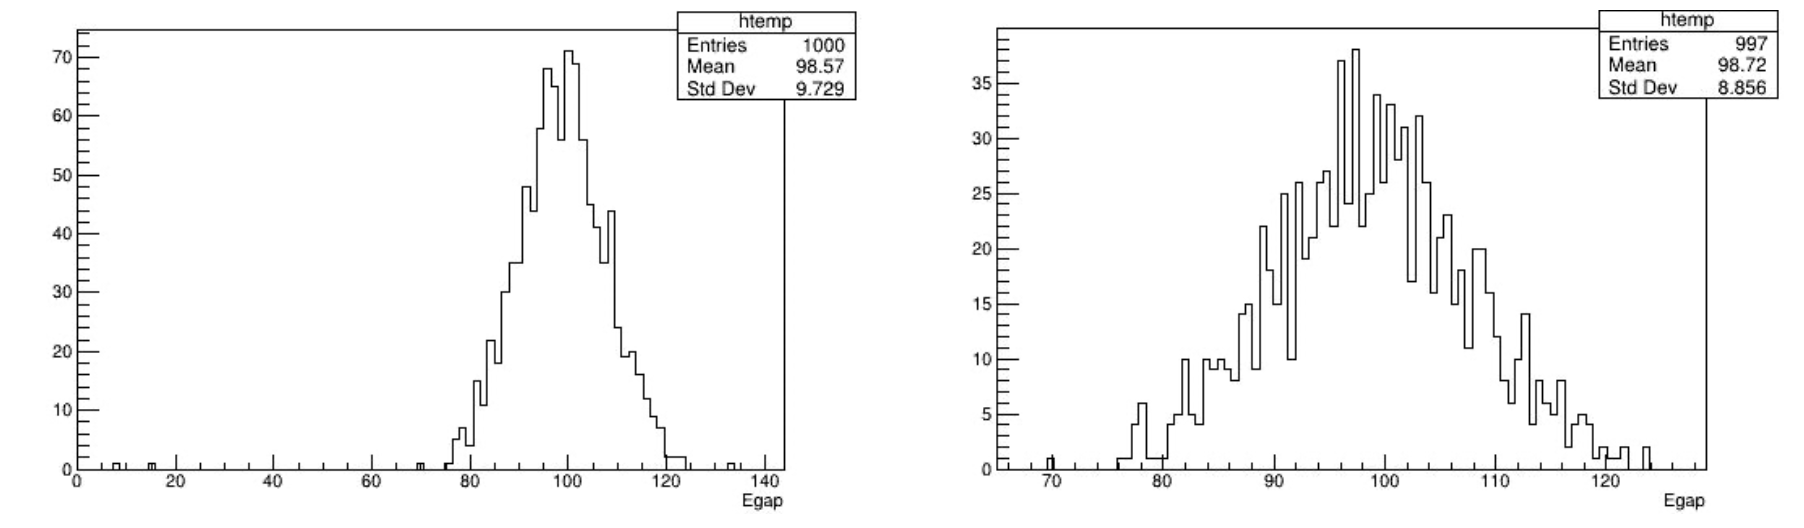 htemp
Entries 1000
Mean 98.57
Std Dev 9.729
70
60
50
40
30
20
10
0
0 20 40 60 80 100 120 140
Egap
htemp
Entries 997
Mean 98.72
Std Dev 8.856
35
30
25
20
15
10
5
0
70 80 90 100 110 120
Egap